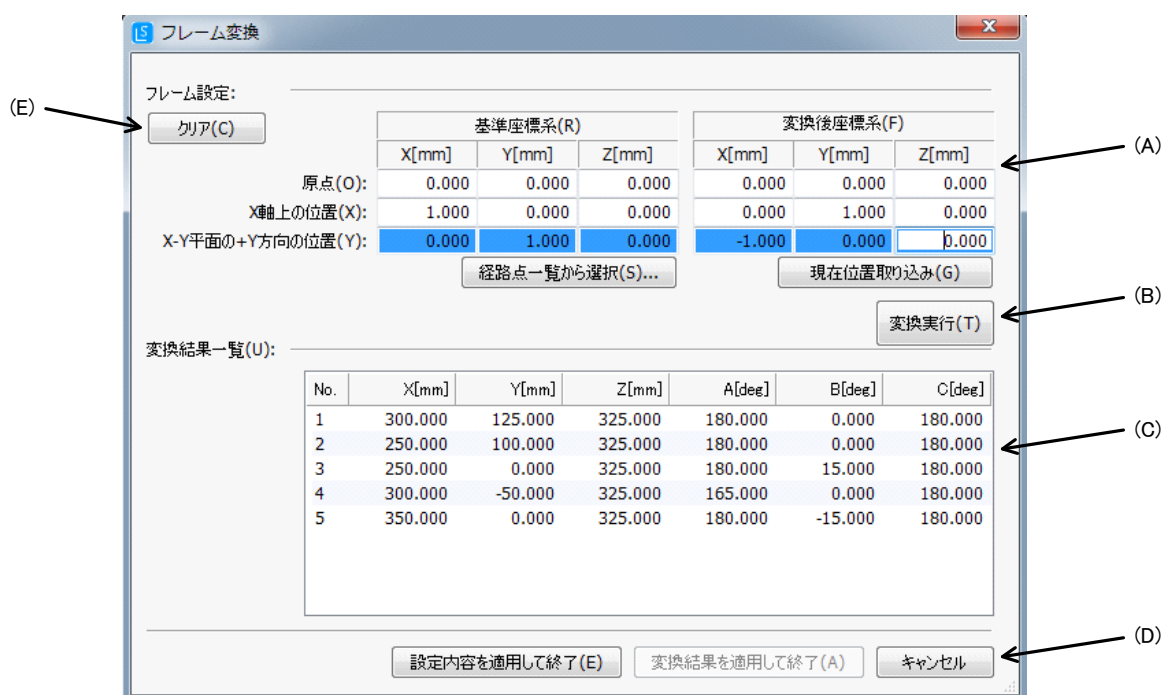 LS フレーム変換 X
フレーム設定:
(E)
クリア(C)
基準座標系(R) 変換後座標系(F)
(A)
X[mm] Y[mm] Z[mm] X[mm] Y[mm] Z[mm]
原点(O): 0.000 0.000 0.000 0.000 0.000 0.000
X軸上の位置(X): 1.000 0.000 0.000 0.000 1.000 0.000
X-Y平面の+Y方向の位置(Y): 0.000 1.000 0.000 -1.000 0.000 0.000
経路点一覧から選択(S)... 現在位置取り込み(G)
(B)
変換実行(T)
変換結果一覧(U):
No. X[mm] Y[mm] Z[mm] A[deg] B[deg] C[deg]
1 300.000 125.000 325.000 180.000 0.000 180.000
(C)
2 250.000 100.000 325.000 180.000 0.000 180.000
3 250.000 0.000 325.000 180.000 15.000 180.000
4 300.000 -50.000 325.000 165.000 0.000 180.000
5 350.000 0.000 325.000 180.000 -15.000 180.000
(D)
設定内容を適用して終了(E) 変換結果を適用して終了(A) キャンセル